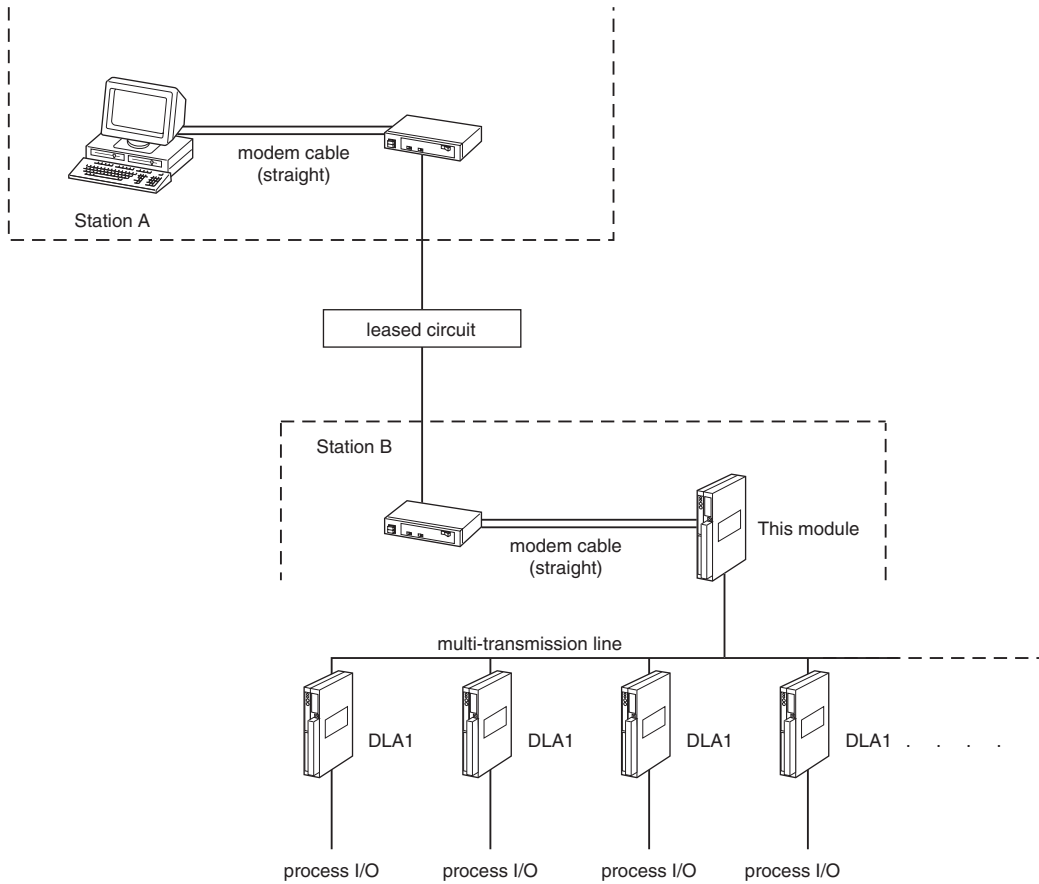 modem cable
(straight)
Station A
leased circuit
Station B
This module
modem cable
(straight)
multi-transmission line
DLA1
DLA1
DLA1
DLA1 . . . .
process I/O
process I/O
process I/O
process I/O